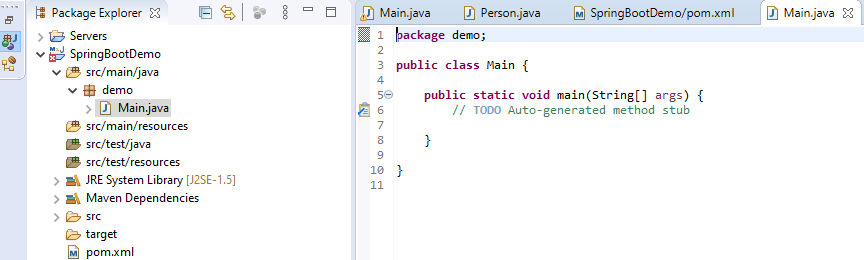 Package Explorer
Servers
SpringBootDemo
src/main/java
demo
Main.java
src/main/resources
src/test/java
src/test/resources
JRE System Library [J2SE-1.5]
Maven Dependencies
src
target
pom.xml
Main.java Person.java SpringBootDemo/pom.xml Main.java
1 package demo;
2
3 public class Main {
4
5 public static void main(String[] args) {
6 // TODO Auto-generated method stub
7
8 }
9
10 }
11